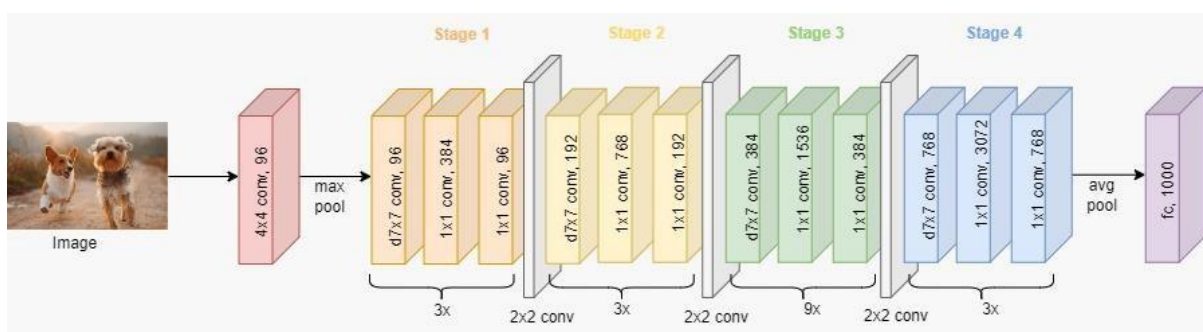 Stage 1
Stage 2
Stage 3
Stage 4
Image
4x4 conv, 96
max
pool
d7x7 conv, 96
1x1 conv, 384
1x1 conv, 96
3x
2x2 conv
d7x7 conv, 192
1x1 conv, 768
1x1 conv, 192
3x
2x2 conv
d7x7 conv, 384
1x1 conv, 1536
1x1 conv, 384
9x
2x2 conv
d7x7 conv, 768
1x1 conv, 3072
1x1 conv, 768
3x
avg
pool
fc, 1000